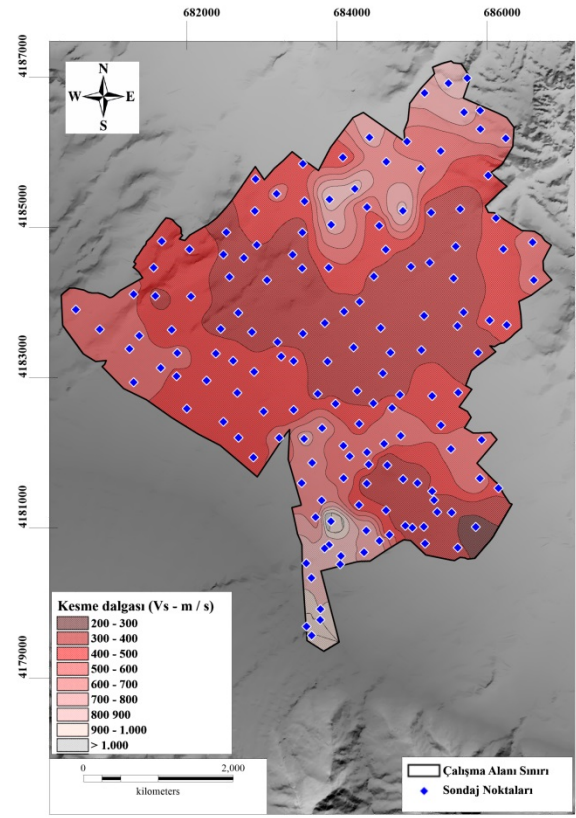 682000 684000 686000
4187000
N
W E
S
4185000
4183000
4181000
4179000
Kesme dalgası (Vs - m / s)
200 - 300
300 - 400
400 - 500
500 - 600
600 - 700
700 - 800
800 900
900 - 1.000
> 1.000
0 2,000
kilometers
Çalışma Alanı Sınırı
Sondaj Noktaları